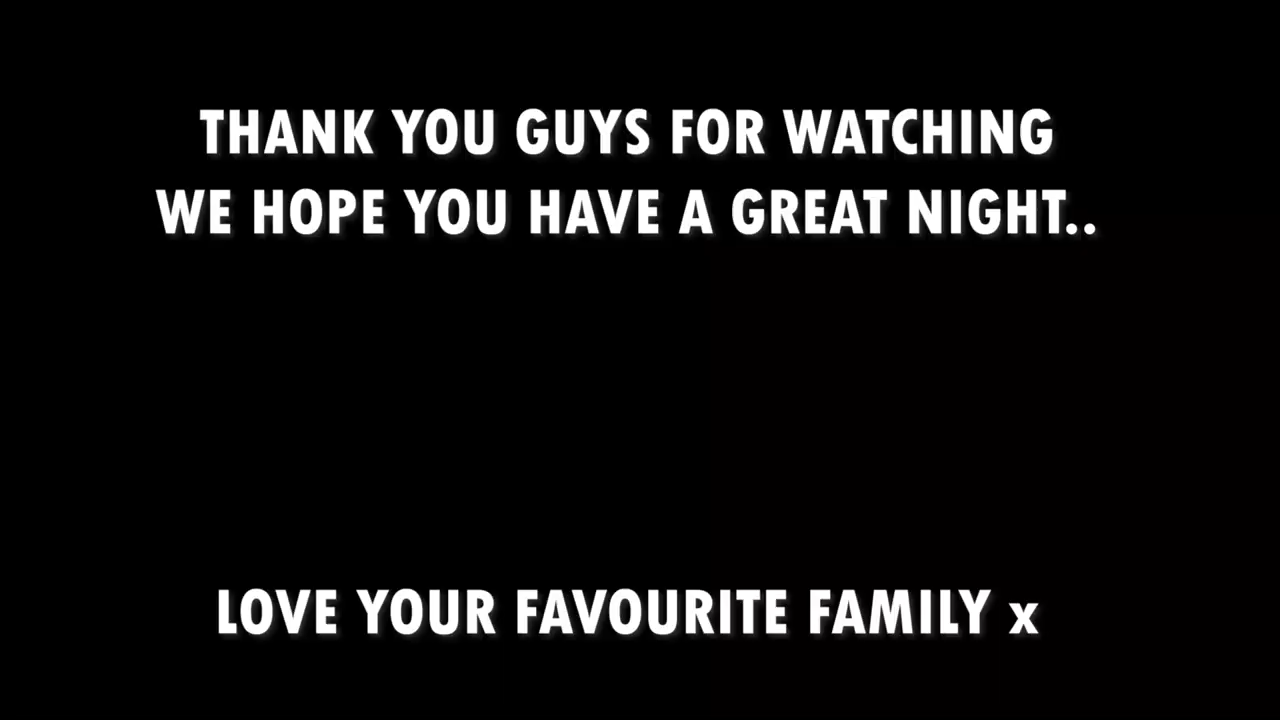 THANK YOU GUYS FOR WATCHING
WE HOPE YOU HAVE A GREAT NIGHT..
LOVE YOUR FAVOURITE FAMILY x